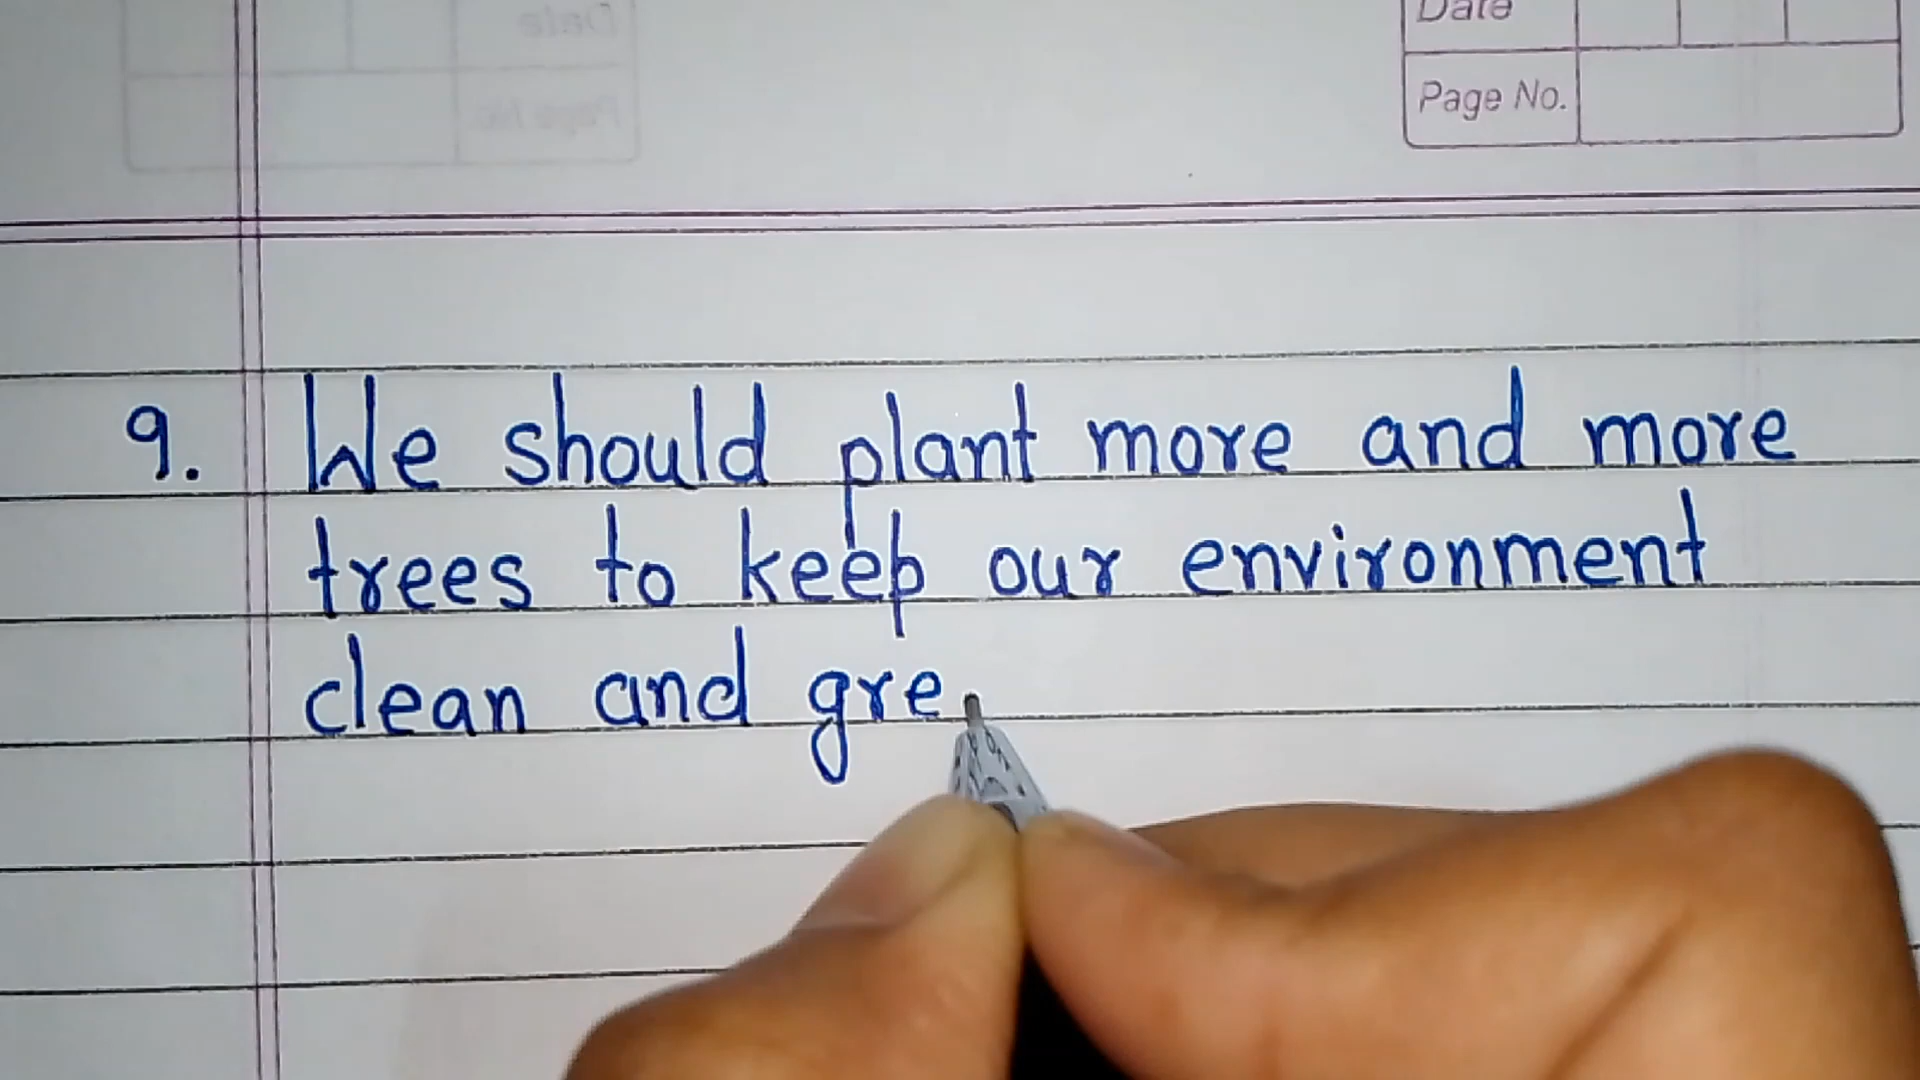 Date
Page No.
9. We should plant more and more
trees to keep our environment
clean and gre